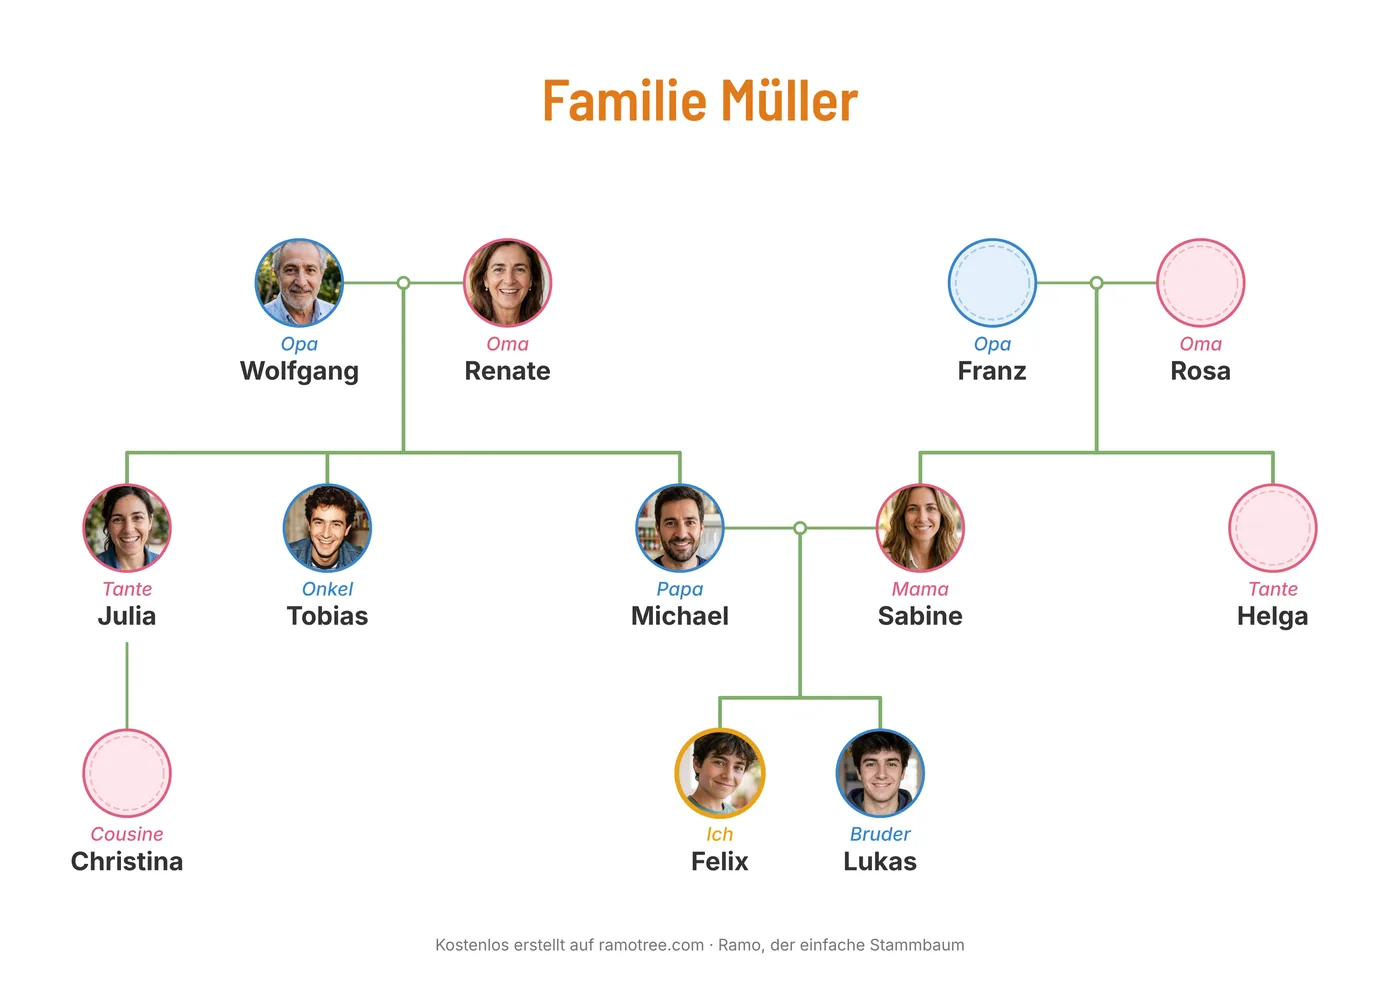 Familie Müller
Opa
Wolfgang
Oma
Renate
Opa
Franz
Oma
Rosa
Tante
Julia
Onkel
Tobias
Papa
Michael
Mama
Sabine
Tante
Helga
Cousine
Christina
Ich
Felix
Bruder
Lukas
Kostenlos erstellt auf ramotree.com · Ramo, der einfache Stammbaum